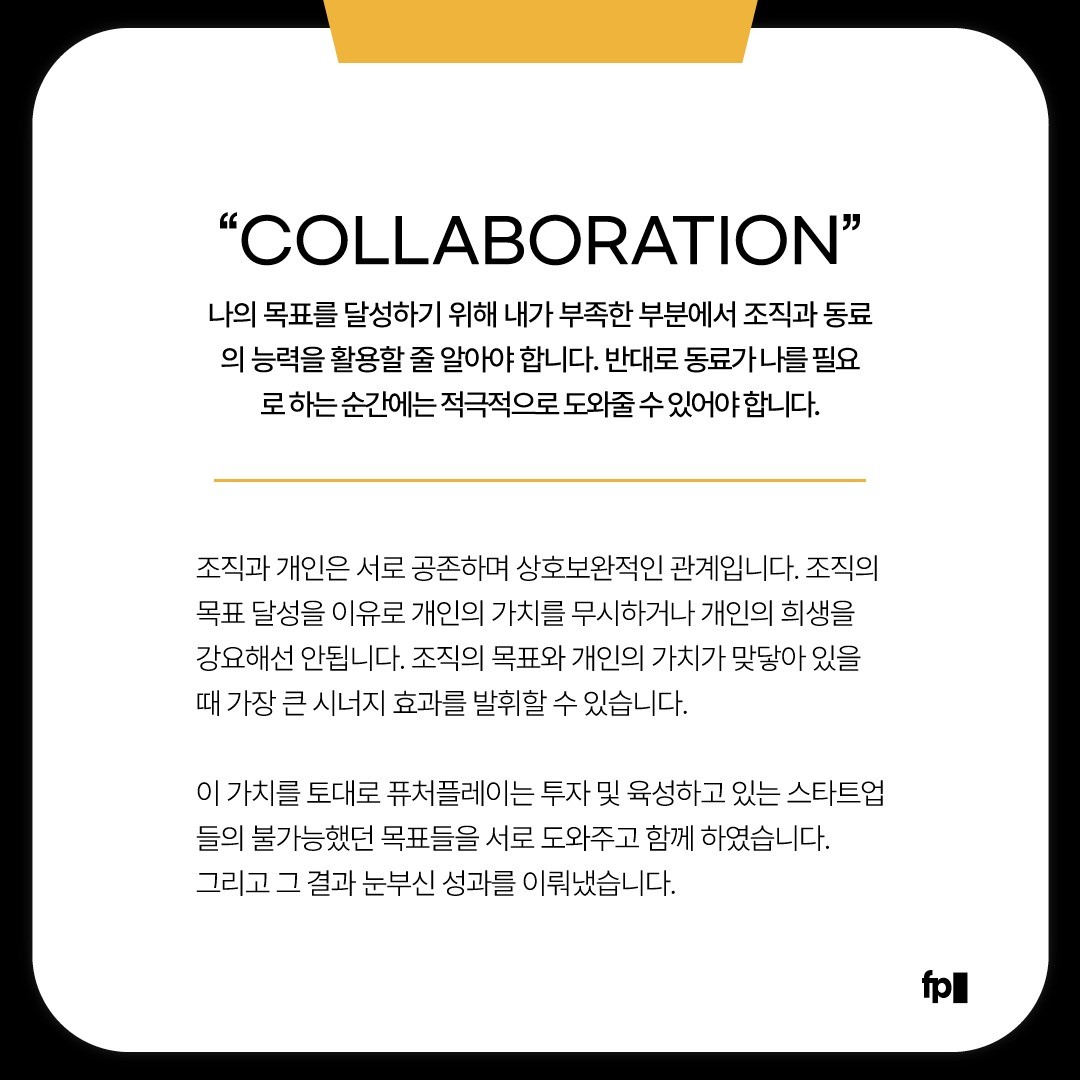 “COLLABORATION”
나의 목표를 달성하기 위해 내가 부족한 부분에서 조직과 동료
의 능력을 활용할 줄 알아야 합니다. 반대로 동료가 나를 필요
로 하는 순간에는 적극적으로 도와줄 수 있어야 합니다.
조직과 개인은 서로 공존하며 상호보완적인 관계입니다. 조직의
목표 달성을 이유로 개인의 가치를 무시하거나 개인의 희생을
강요해선 안됩니다. 조직의 목표와 개인의 가치가 맞닿아 있을
때 가장 큰 시너지 효과를 발휘할 수 있습니다.
이 가치를 토대로 퓨처플레이는 투자 및 육성하고 있는 스타트업
들의 불가능했던 목표들을 서로 도와주고 함께 하였습니다.
그리고 그 결과 눈부신 성과를 이뤄냈습니다.
fp